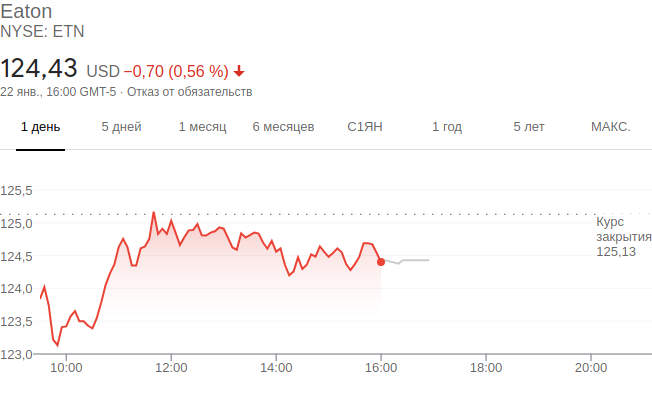 Eaton
NYSE: ETN
124,43 USD −0,70 (0,56 %)
22 янв., 16:00 GMT-5 · Отказ от обязательств
1 день 5 дней 1 месяц 6 месяцев С1ЯН 1 год 5 лет МАКС.
125,5
125,0
124,5
124,0
123,5
123,0
Курс
закрытия
125,13
10:00 12:00 14:00 16:00 18:00 20:00